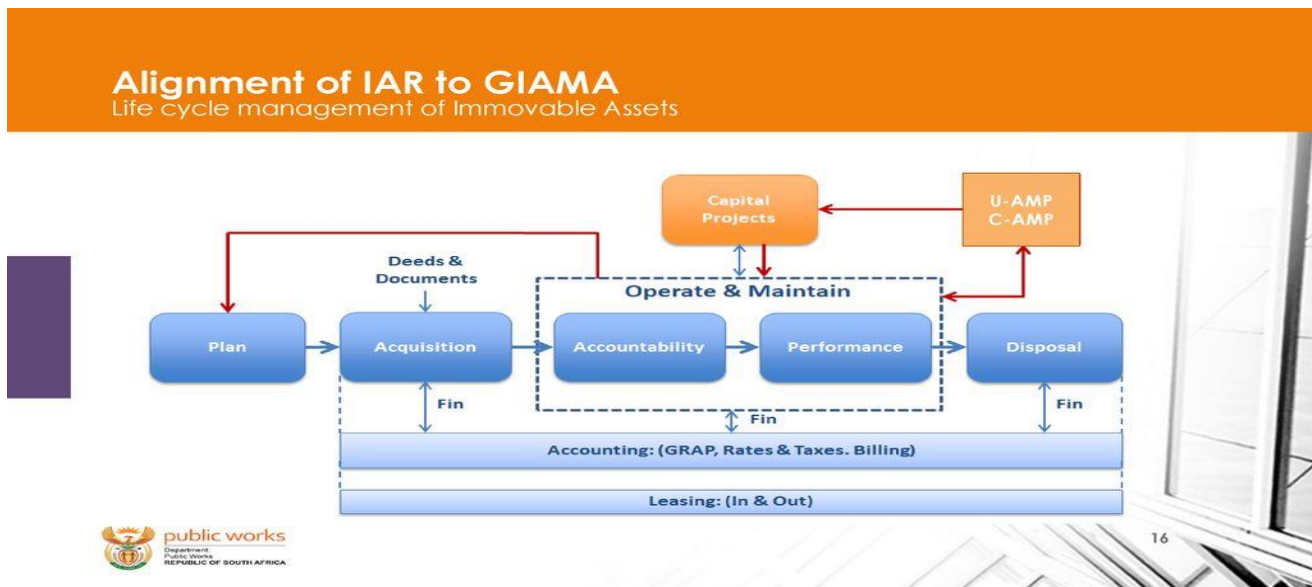 Alignment of IAR to GIAMA
Life cycle management of Immovable Assets
Capital
Projects
U-AMP
C-AMP
Deeds &
Documents
Operate & Maintain
Plan
Acquisition
Accountability
Performance
Disposal
Fin
Fin
Fin
Accounting: (GRAP, Rates & Taxes. Billing)
Leasing: (In & Out)
public works
Department:
Public Works
REPUBLIC OF SOUTH AFRICA
16